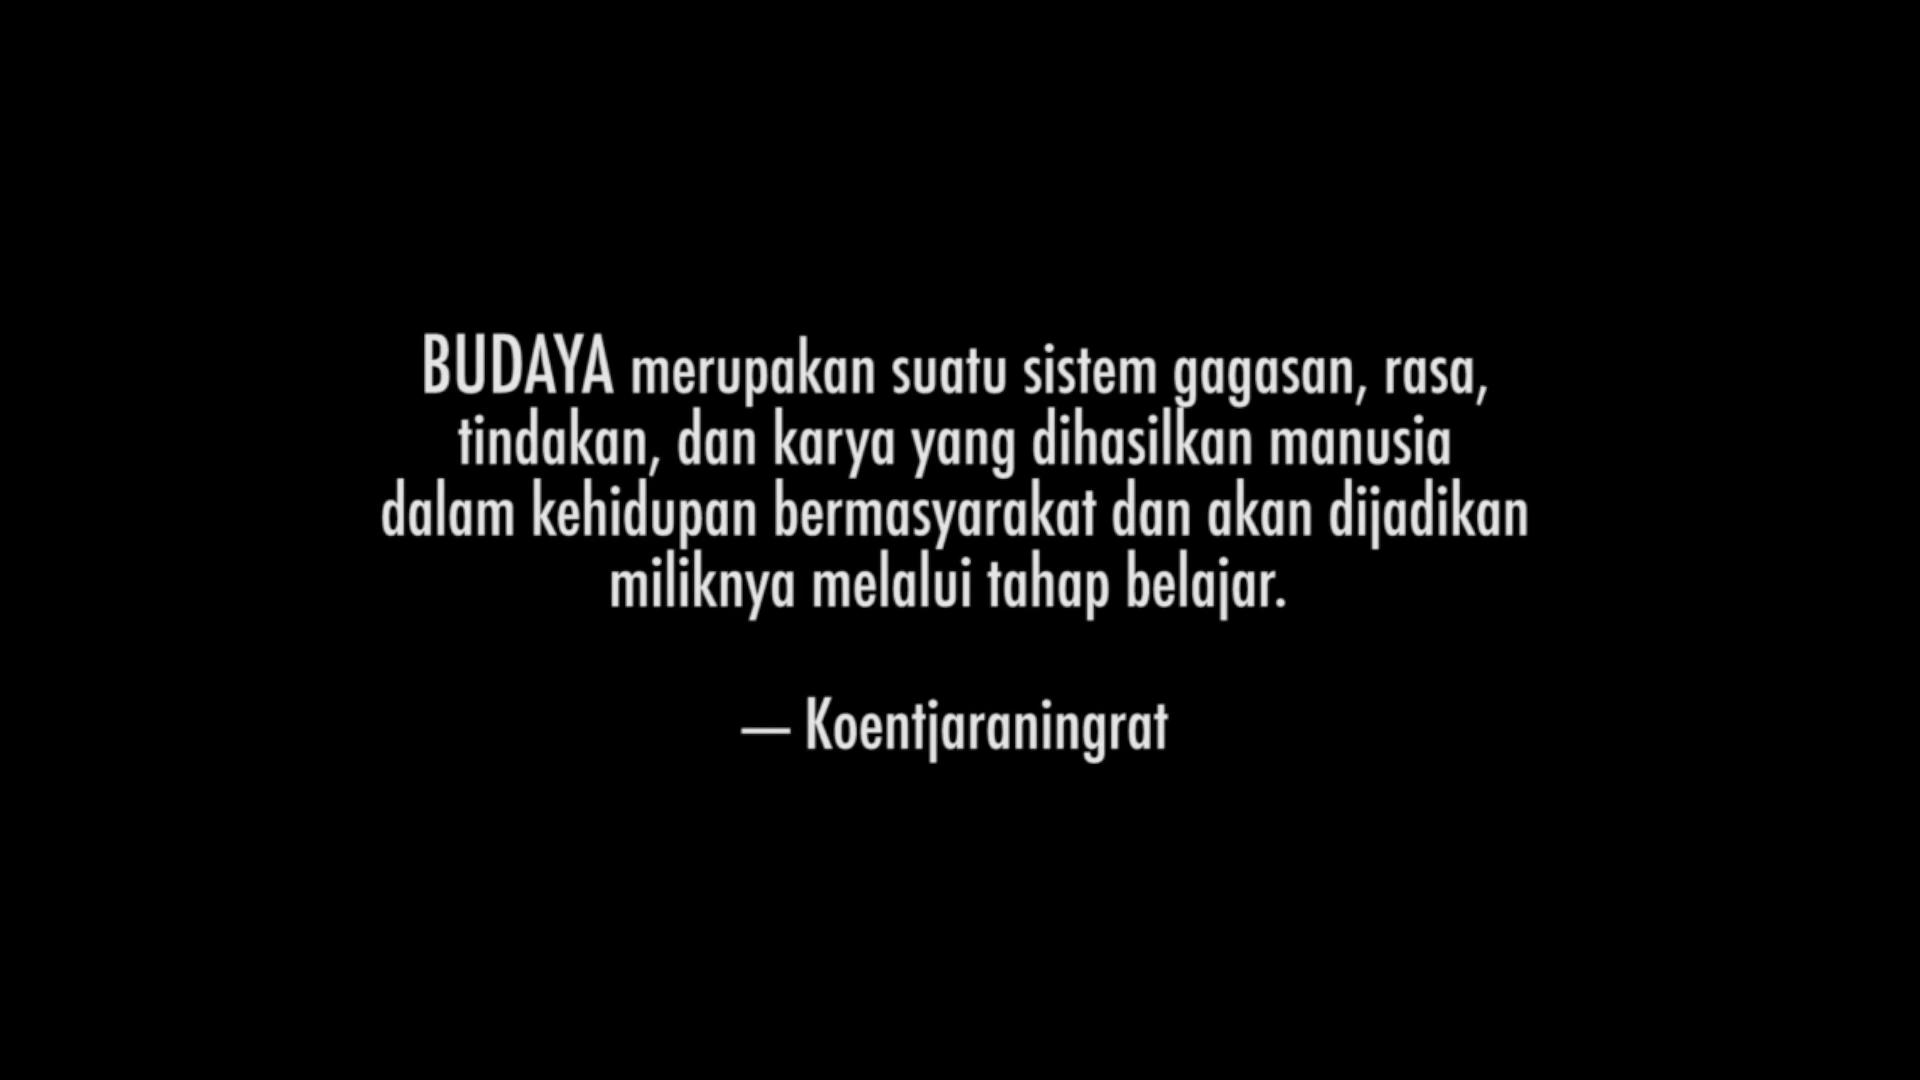 BUDAYA merupakan suatu sistem gagasan, rasa,
tindakan, dan karya yang dihasilkan manusia
dalam kehidupan bermasyarakat dan akan dijadikan
miliknya melalui tahap belajar.
— Koentjaraningrat